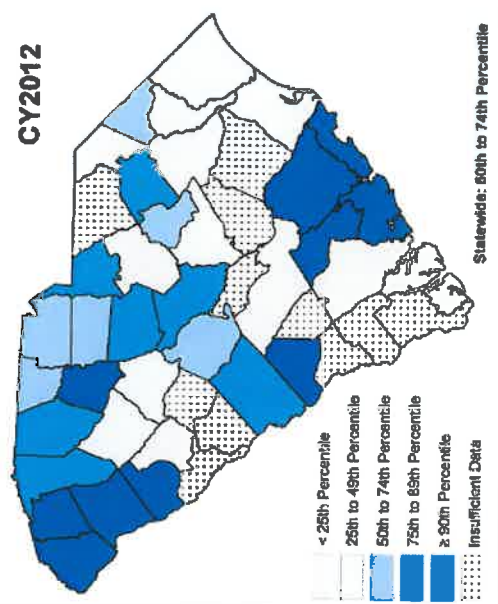 CY2012
< 25th Percentile
25th to 49th Percentile
50th to 74th Percentile
75th to 89th Percentile
≥ 90th Percentile
Insufficient Data
Statewide: 50th to 74th Percentile